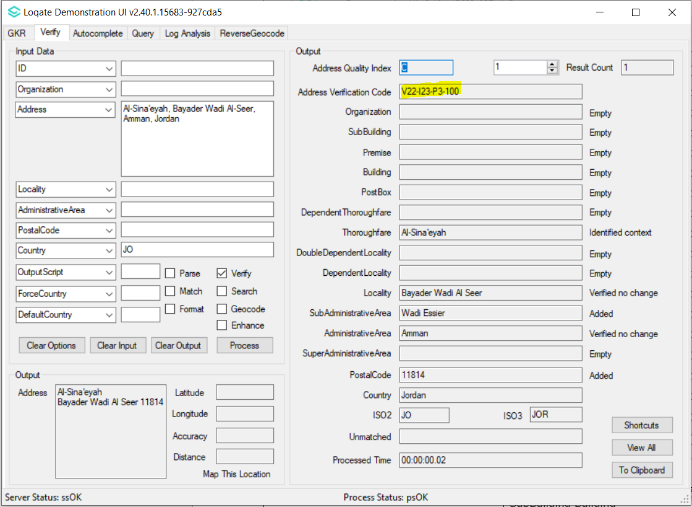 Loqate Demonstration UI v2.40.1.15683-927cda5
GKR Verify Autocomplete Query Log Analysis ReverseGeocode
Input Data
ID
Organization
Address
Al-Sina'eyah, Bayader Wadi Al-Seer,
Amman, Jordan
Locality
AdministrativeArea
PostalCode
Country JO
OutputScript Parse Verify
ForceCountry Match Search
DefaultCountry Format Geocode
Enhance
Clear Options Clear Input Clear Output Process
Output
Address
Al-Sina'eyah
Bayader Wadi Al Seer 11814
Latitude
Longitude
Accuracy
Distance
Map This Location
Output
Address Quality Index C 1 Result Count 1
Address Verification Code V22-I23-P3-100
Organization Empty
SubBuilding Empty
Premise Empty
Building Empty
PostBox Empty
DependentThoroughfare Empty
Thoroughfare Al-Sina'eyah Identified context
DoubleDependentLocality Empty
DependentLocality Empty
Locality Bayader Wadi Al Seer Verfied no change
SubAdministrativeArea Wadi Essier Added
AdministrativeArea Amman Verfied no change
SuperAdministrativeArea Empty
PostalCode 11814 Added
Country Jordan
ISO2 JO ISO3 JOR
Unmatched
Processed Time 00:00:00.02
Shortcuts
View All
To Clipboard
Server Status: ssOK Process Status: psOK